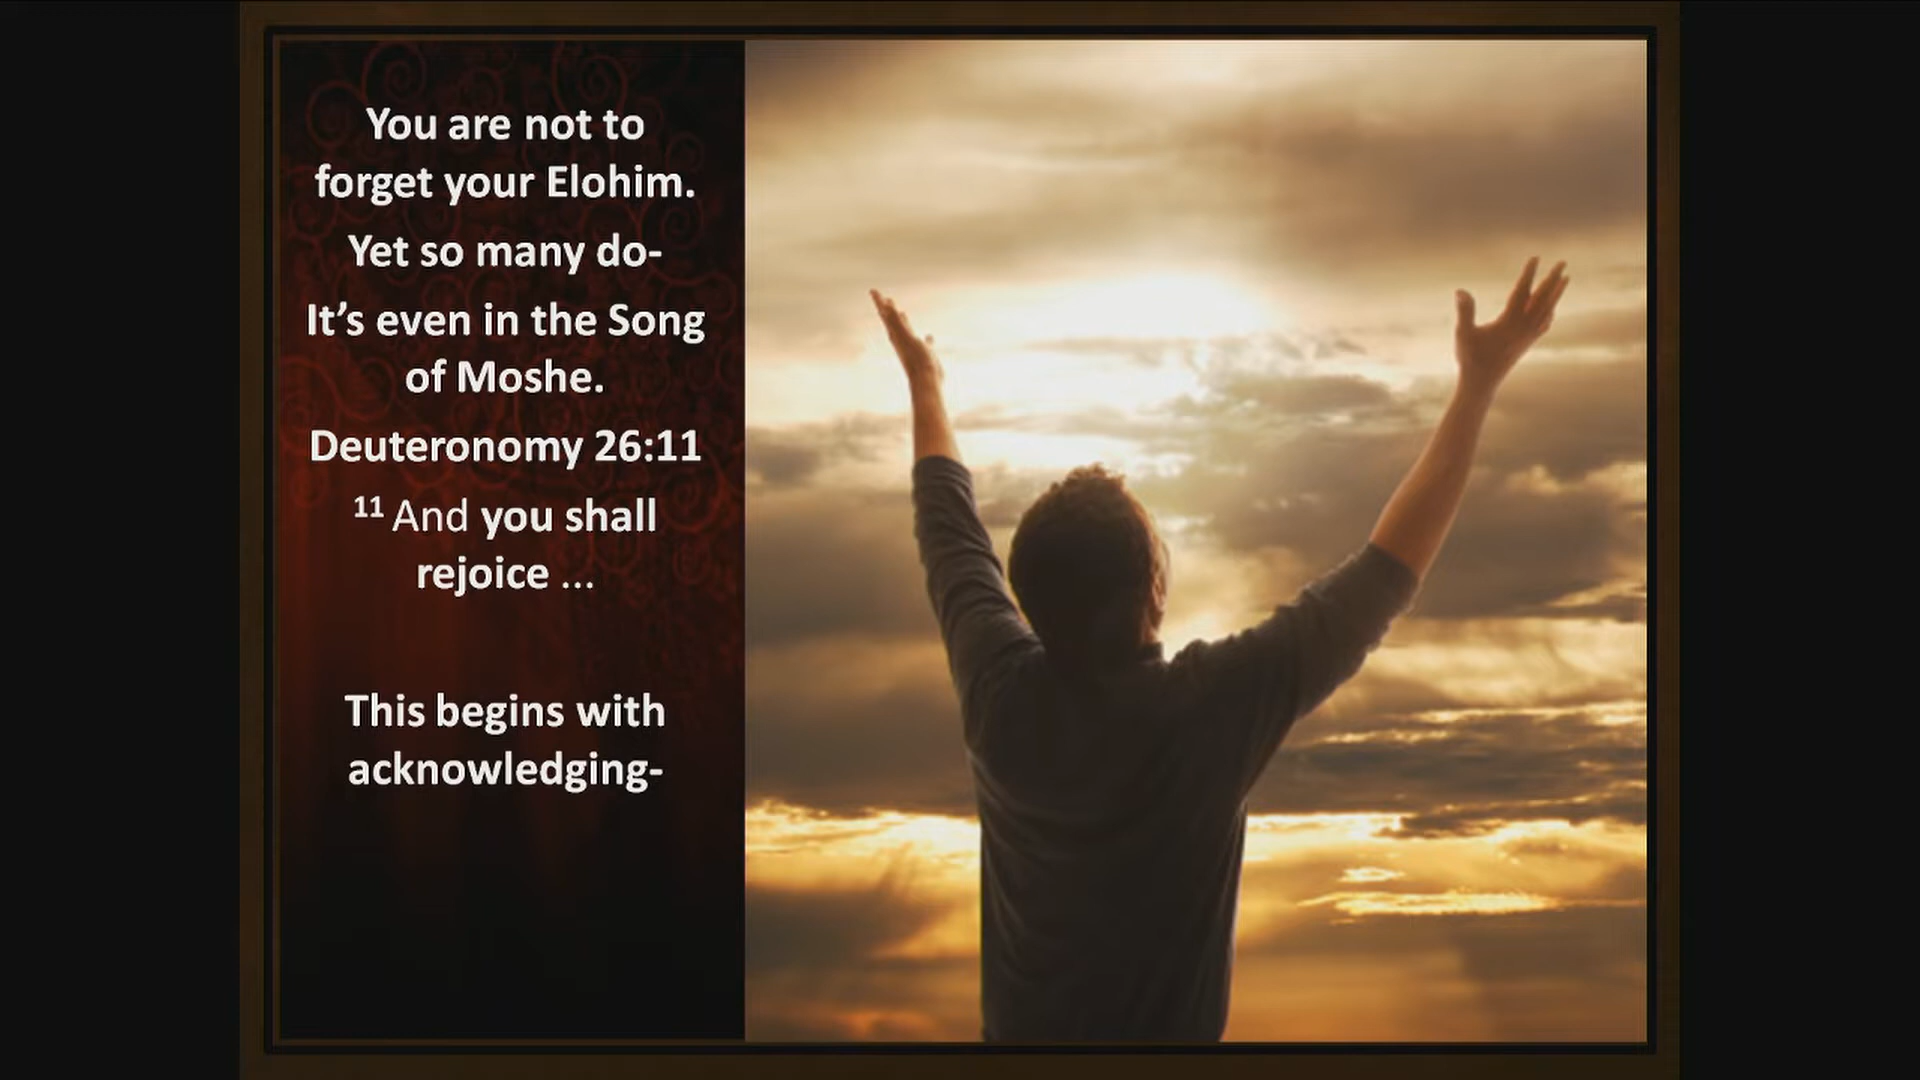 You are not to
forget your Elohim.
Yet so many do-
It’s even in the Song
of Moshe.
Deuteronomy 26:11
11 And you shall
rejoice ...
This begins with
acknowledging-